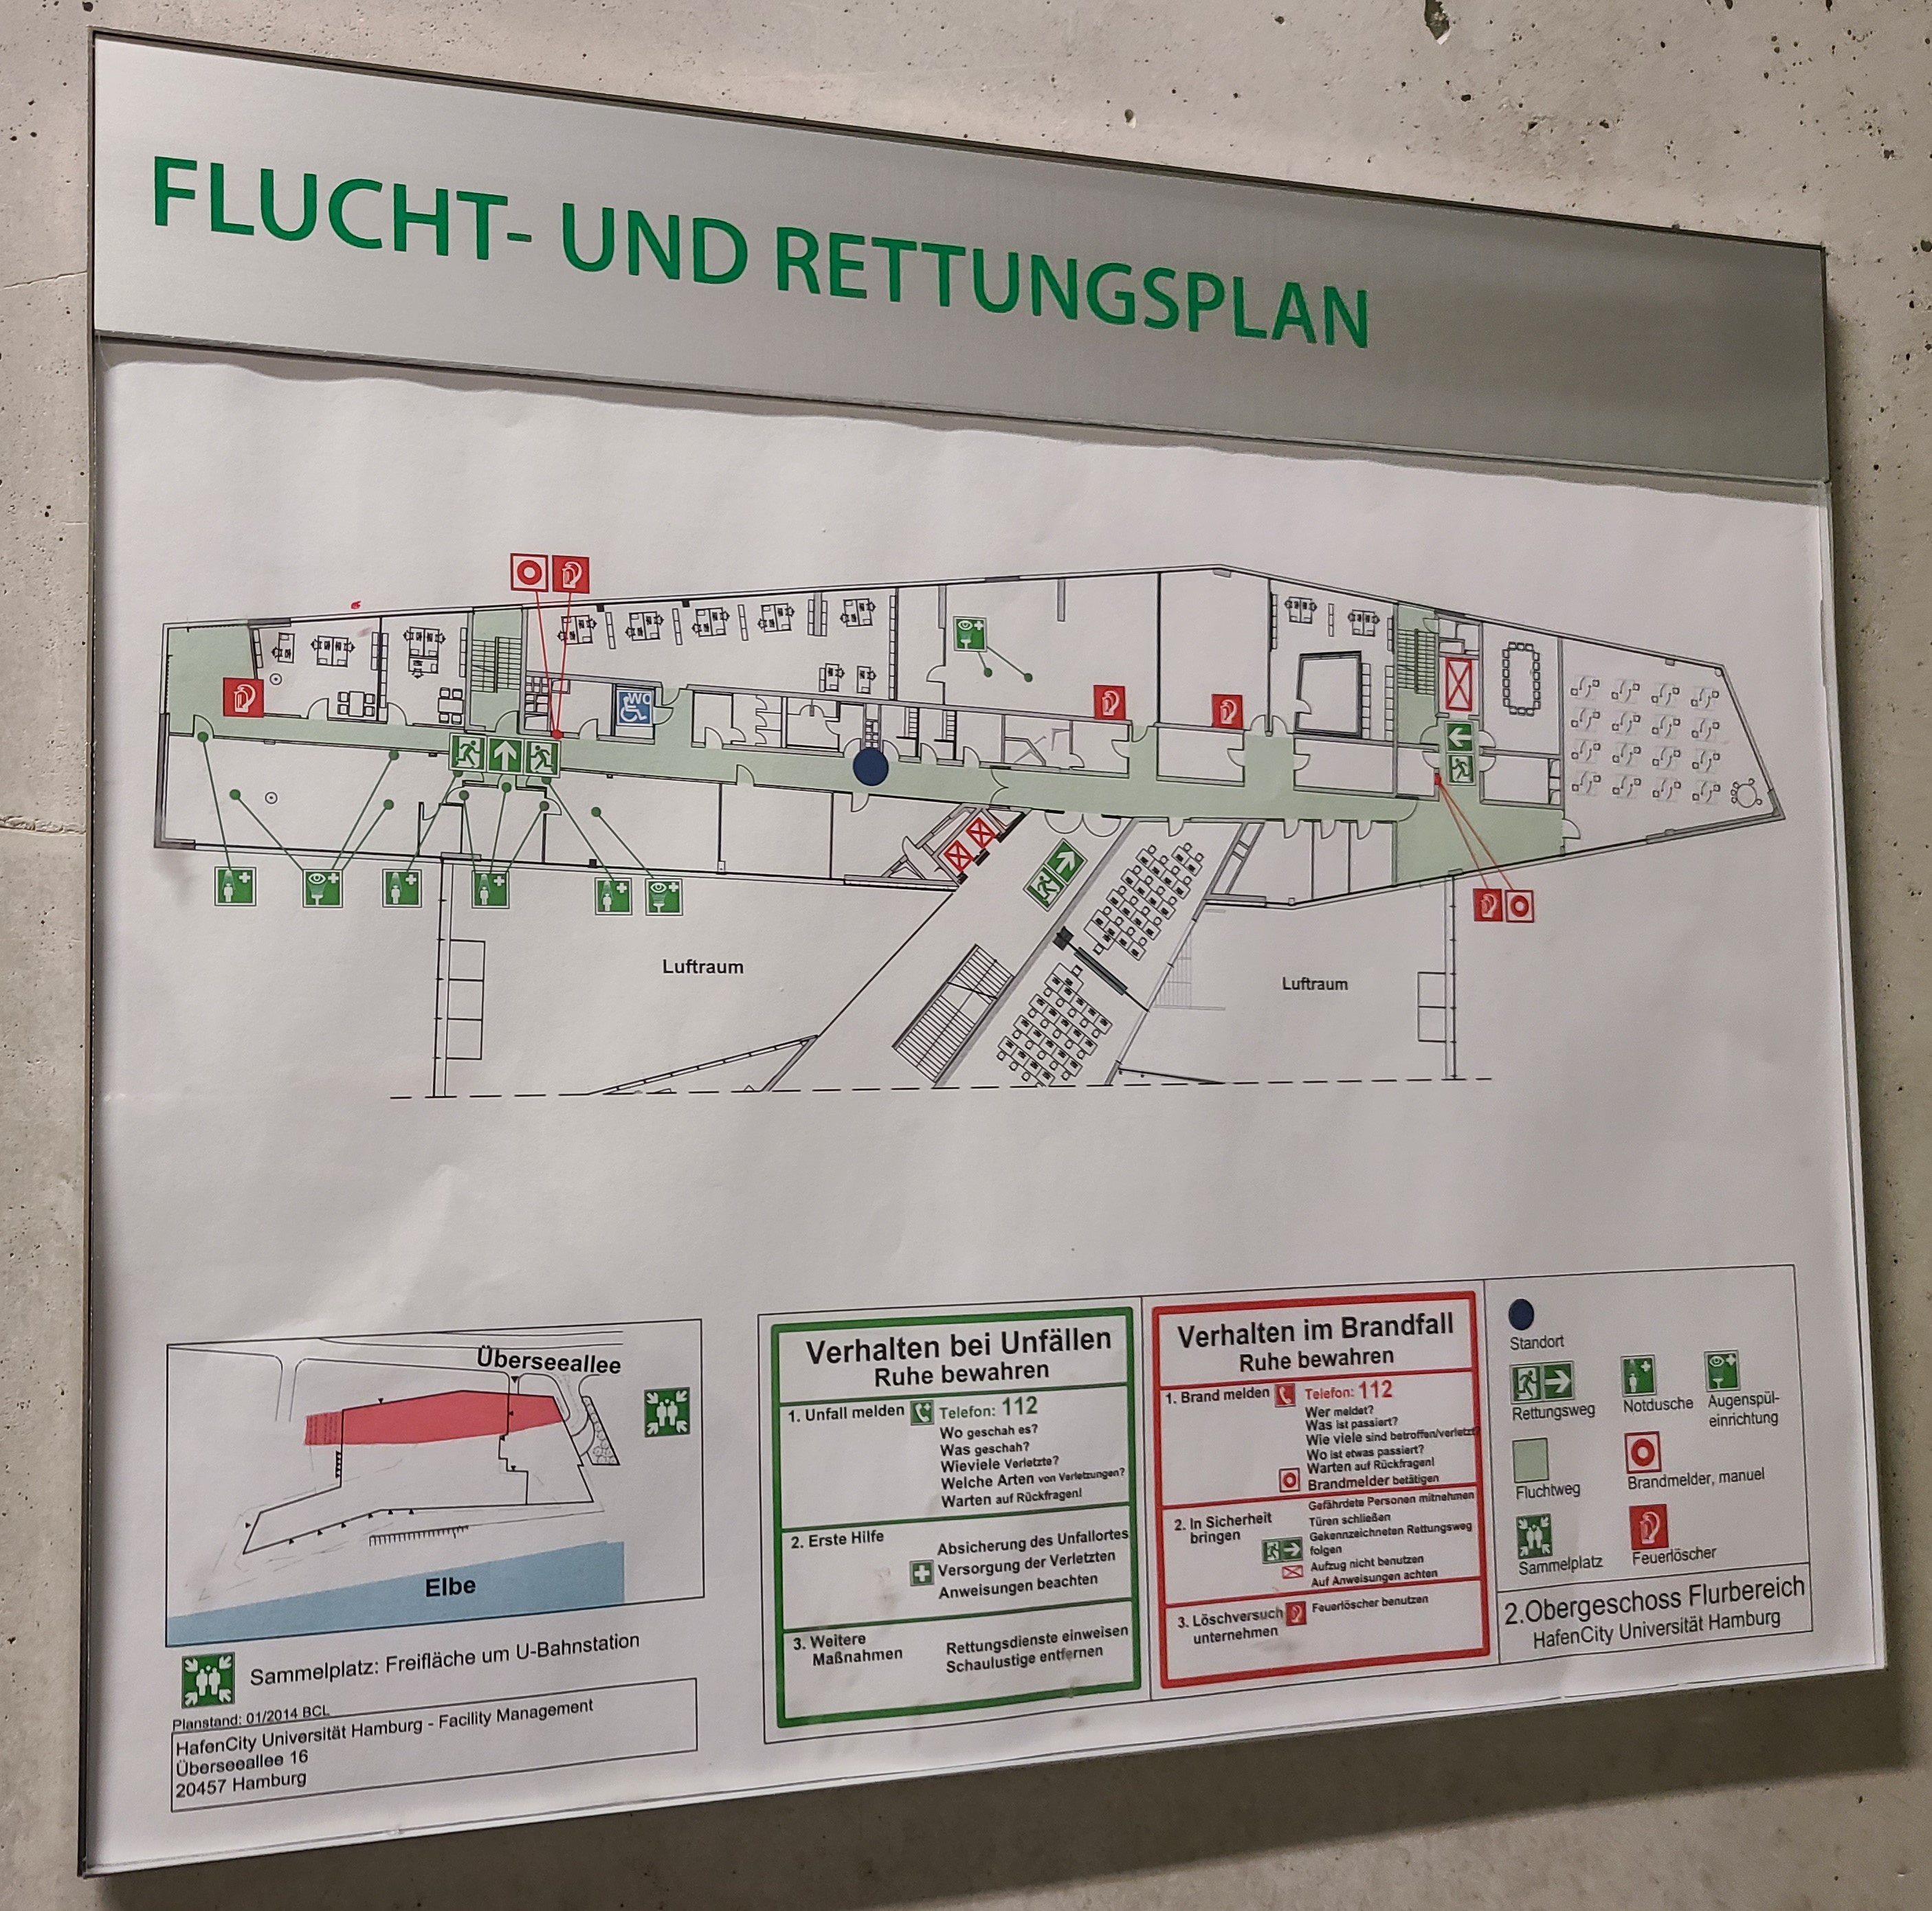 FLUCHT- UND RETTUNGSPLAN
WC
Luftraum
Luftraum
Überseeallee
Elbe
Sammelplatz: Freifläche um U-Bahnstation
Planstand: 01/2014 BCL
HafenCity Universität Hamburg - Facility Management
Überseeallee 16
20457 Hamburg
Verhalten bei Unfällen
Ruhe bewahren
1. Unfall melden Telefon: 112
Wo geschah es?
Was geschah?
Wieviele Verletzte?
Welche Arten von Verletzungen?
Warten auf Rückfragen!
2. Erste Hilfe
Absicherung des Unfallortes
Versorgung der Verletzten
Anweisungen beachten
3. Weitere
Maßnahmen
Rettungsdienste einweisen
Schaulustige entfernen
Verhalten im Brandfall
Ruhe bewahren
1. Brand melden Telefon: 112
Wer meldet?
Was ist passiert?
Wie viele sind betroffen/verletzt?
Wo ist etwas passiert?
Warten auf Rückfragen!
Brandmelder betätigen
2. In Sicherheit
bringen
Gefährdete Personen mitnehmen
Türen schließen
Gekennzeichneten Rettungsweg
folgen
Aufzug nicht benutzen
Auf Anweisungen achten
3. Löschversuch
unternehmen
Feuerlöscher benutzen
Standort
Rettungsweg
Notdusche
Augenspül-
einrichtung
Fluchtweg
Brandmelder, manuel
Sammelplatz
Feuerlöscher
2.Obergeschoss Flurbereich
HafenCity Universität Hamburg